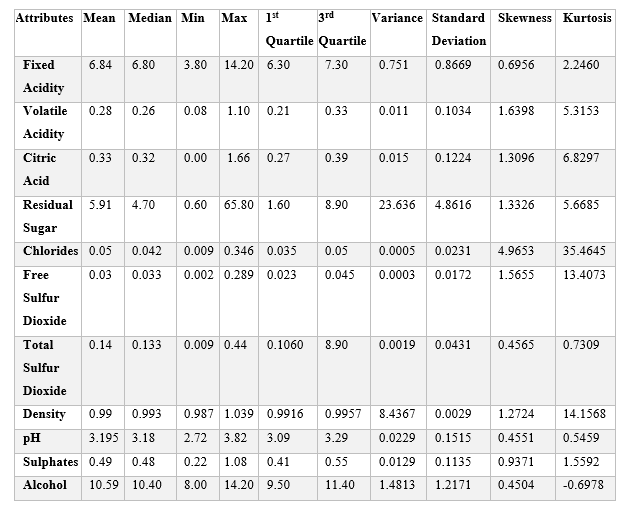 Attributes Mean Median Min Max 1st 3rd Variance Standard Skewness Kurtosis
Quartile Quartile Deviation
Fixed 6.84 6.80 3.80 14.20 6.30 7.30 0.751 0.8669 0.6956 2.2460
Acidity
Volatile 0.28 0.26 0.08 1.10 0.21 0.33 0.011 0.1034 1.6398 5.3153
Acidity
Citric 0.33 0.32 0.00 1.66 0.27 0.39 0.015 0.1224 1.3096 6.8297
Acid
Residual 5.91 4.70 0.60 65.80 1.60 8.90 23.636 4.8616 1.3326 5.6685
Sugar
Chlorides 0.05 0.042 0.009 0.346 0.035 0.05 0.0005 0.0231 4.9653 35.4645
Free 0.03 0.033 0.002 0.289 0.023 0.045 0.0003 0.0172 1.5655 13.4073
Sulfur
Dioxide
Total 0.14 0.133 0.009 0.44 0.1060 8.90 0.0019 0.0431 0.4565 0.7309
Sulfur
Dioxide
Density 0.99 0.993 0.987 1.039 0.9916 0.9957 8.4367 0.0029 1.2724 14.1568
pH 3.195 3.18 2.72 3.82 3.09 3.29 0.0229 0.1515 0.4551 0.5459
Sulphates 0.49 0.48 0.22 1.08 0.41 0.55 0.0129 0.1135 0.9371 1.5592
Alcohol 10.59 10.40 8.00 14.20 9.50 11.40 1.4813 1.2171 0.4504 -0.6978